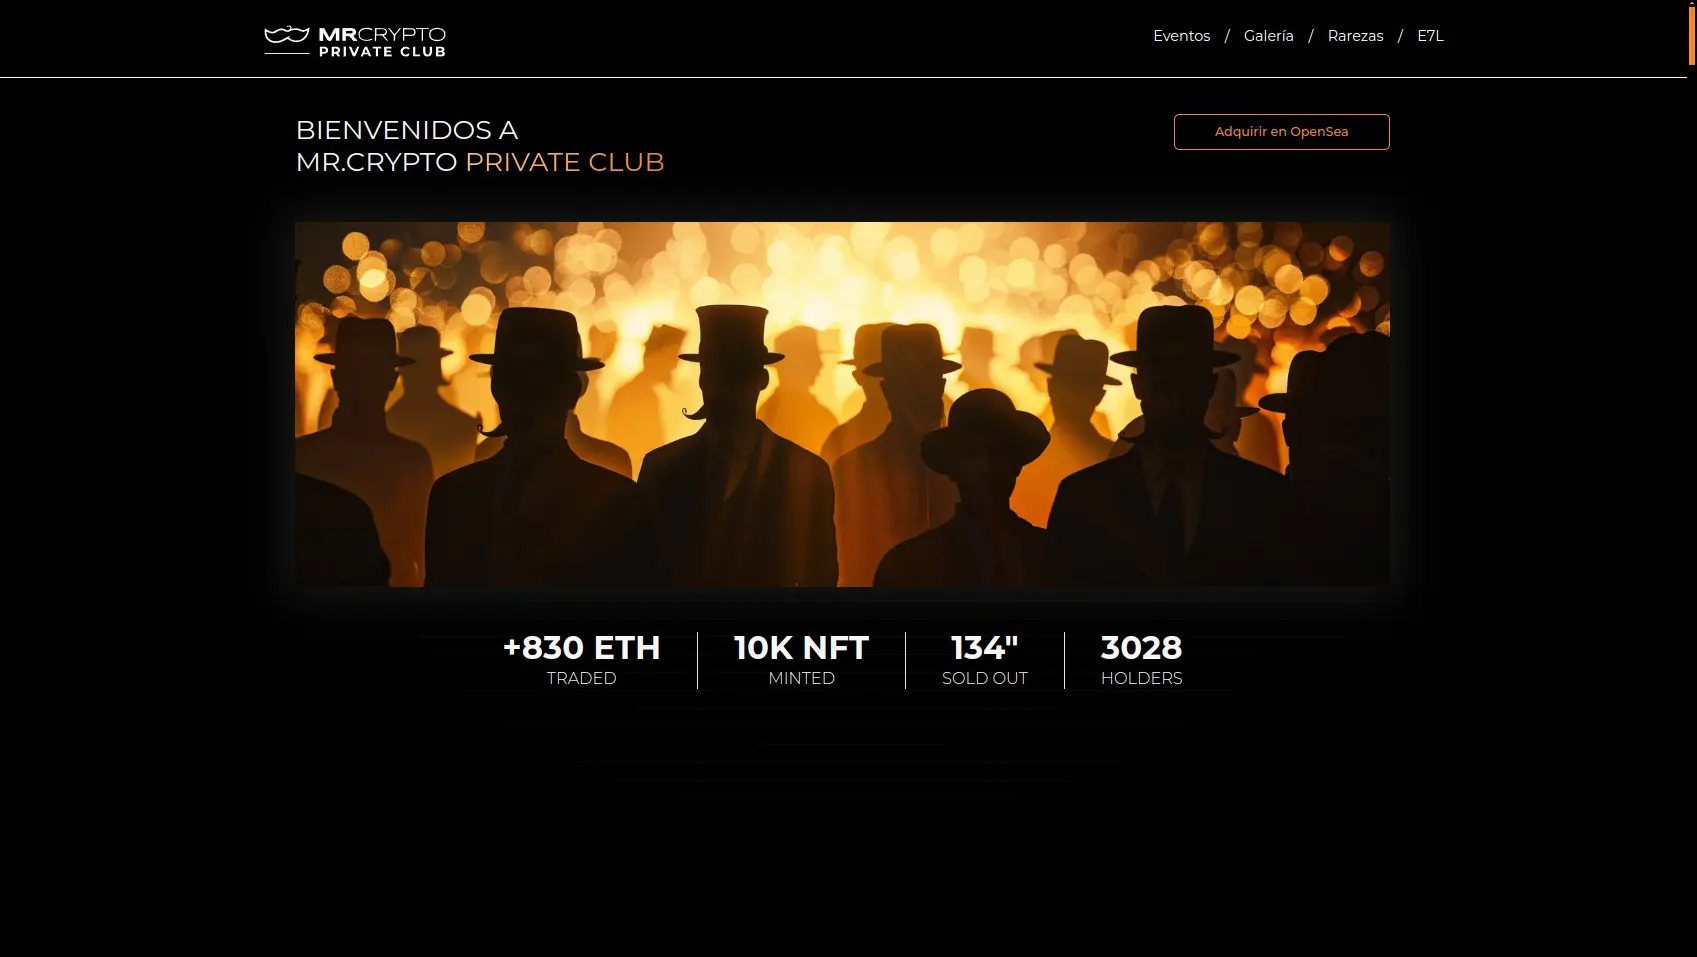 MRCRYPTO
PRIVATE CLUB
Eventos / Galería / Rarezas / E7L
BIENVENIDOS A
MR.CRYPTO PRIVATE CLUB
Adquirir en OpenSea
+830 ETH
TRADED
10K NFT
MINTED
134"
SOLD OUT
3028
HOLDERS